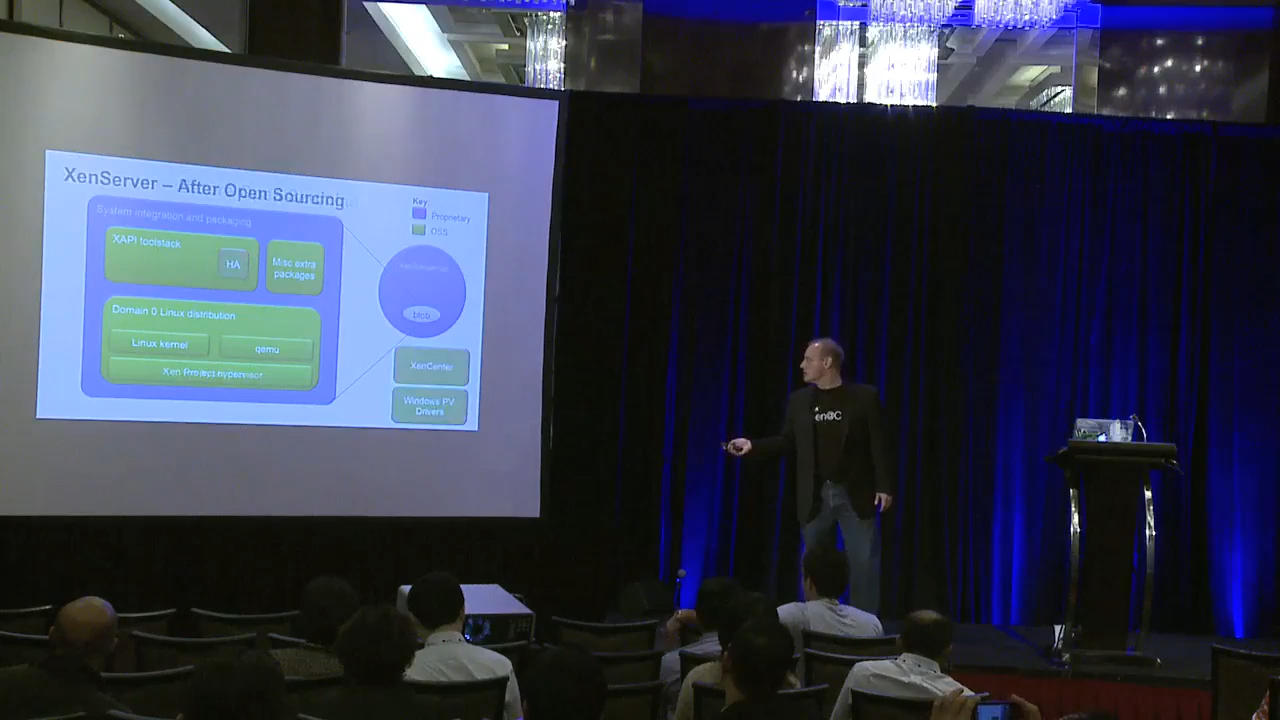 XenServer – After Open Sourcing
Key:
Proprietary
OSS
System integration and packaging
XAPI toolstack
HA
Misc extra
packages
Domain 0 Linux distribution
Linux kernel
qemu
Xen Project hypervisor
blob
XenCenter
Windows PV
Drivers
en@C